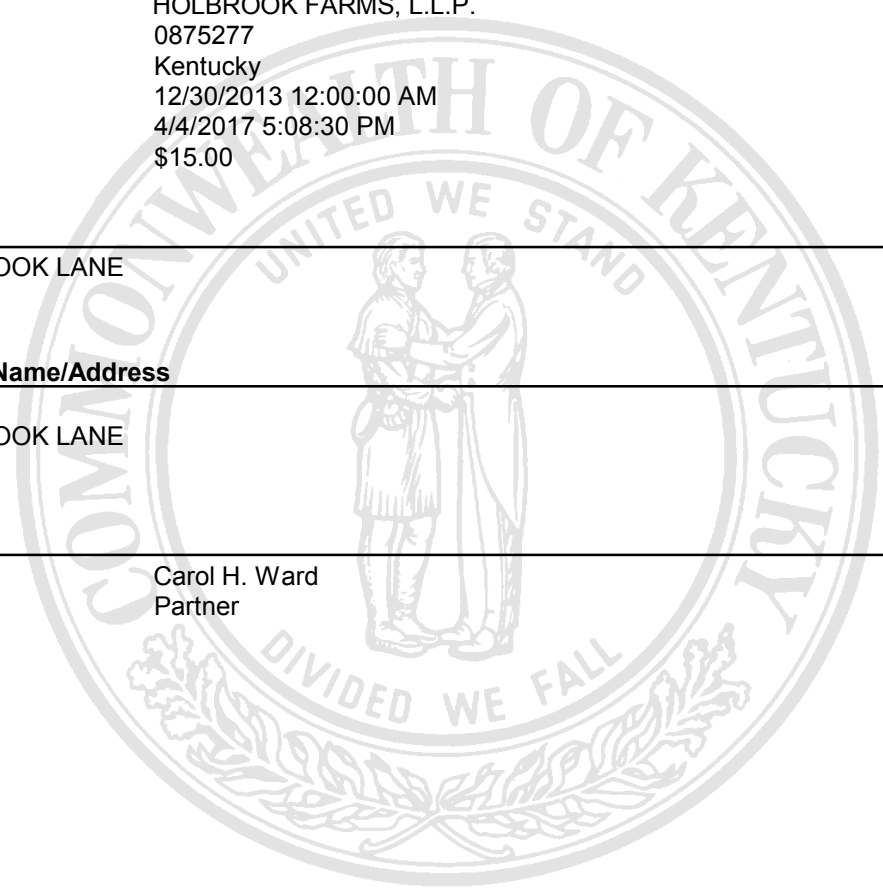 HOLBROOK FARMS, L.L.P.
0875277
Kentucky
12/30/2013 12:00:00 AM
4/4/2017 5:08:30 PM
$15.00
OOK LANE
Name/Address
OOK LANE
Carol H. Ward
Partner
COMMONWEALTH OF KENTUCKY
UNITED WE STAND
DIVIDED WE FALL